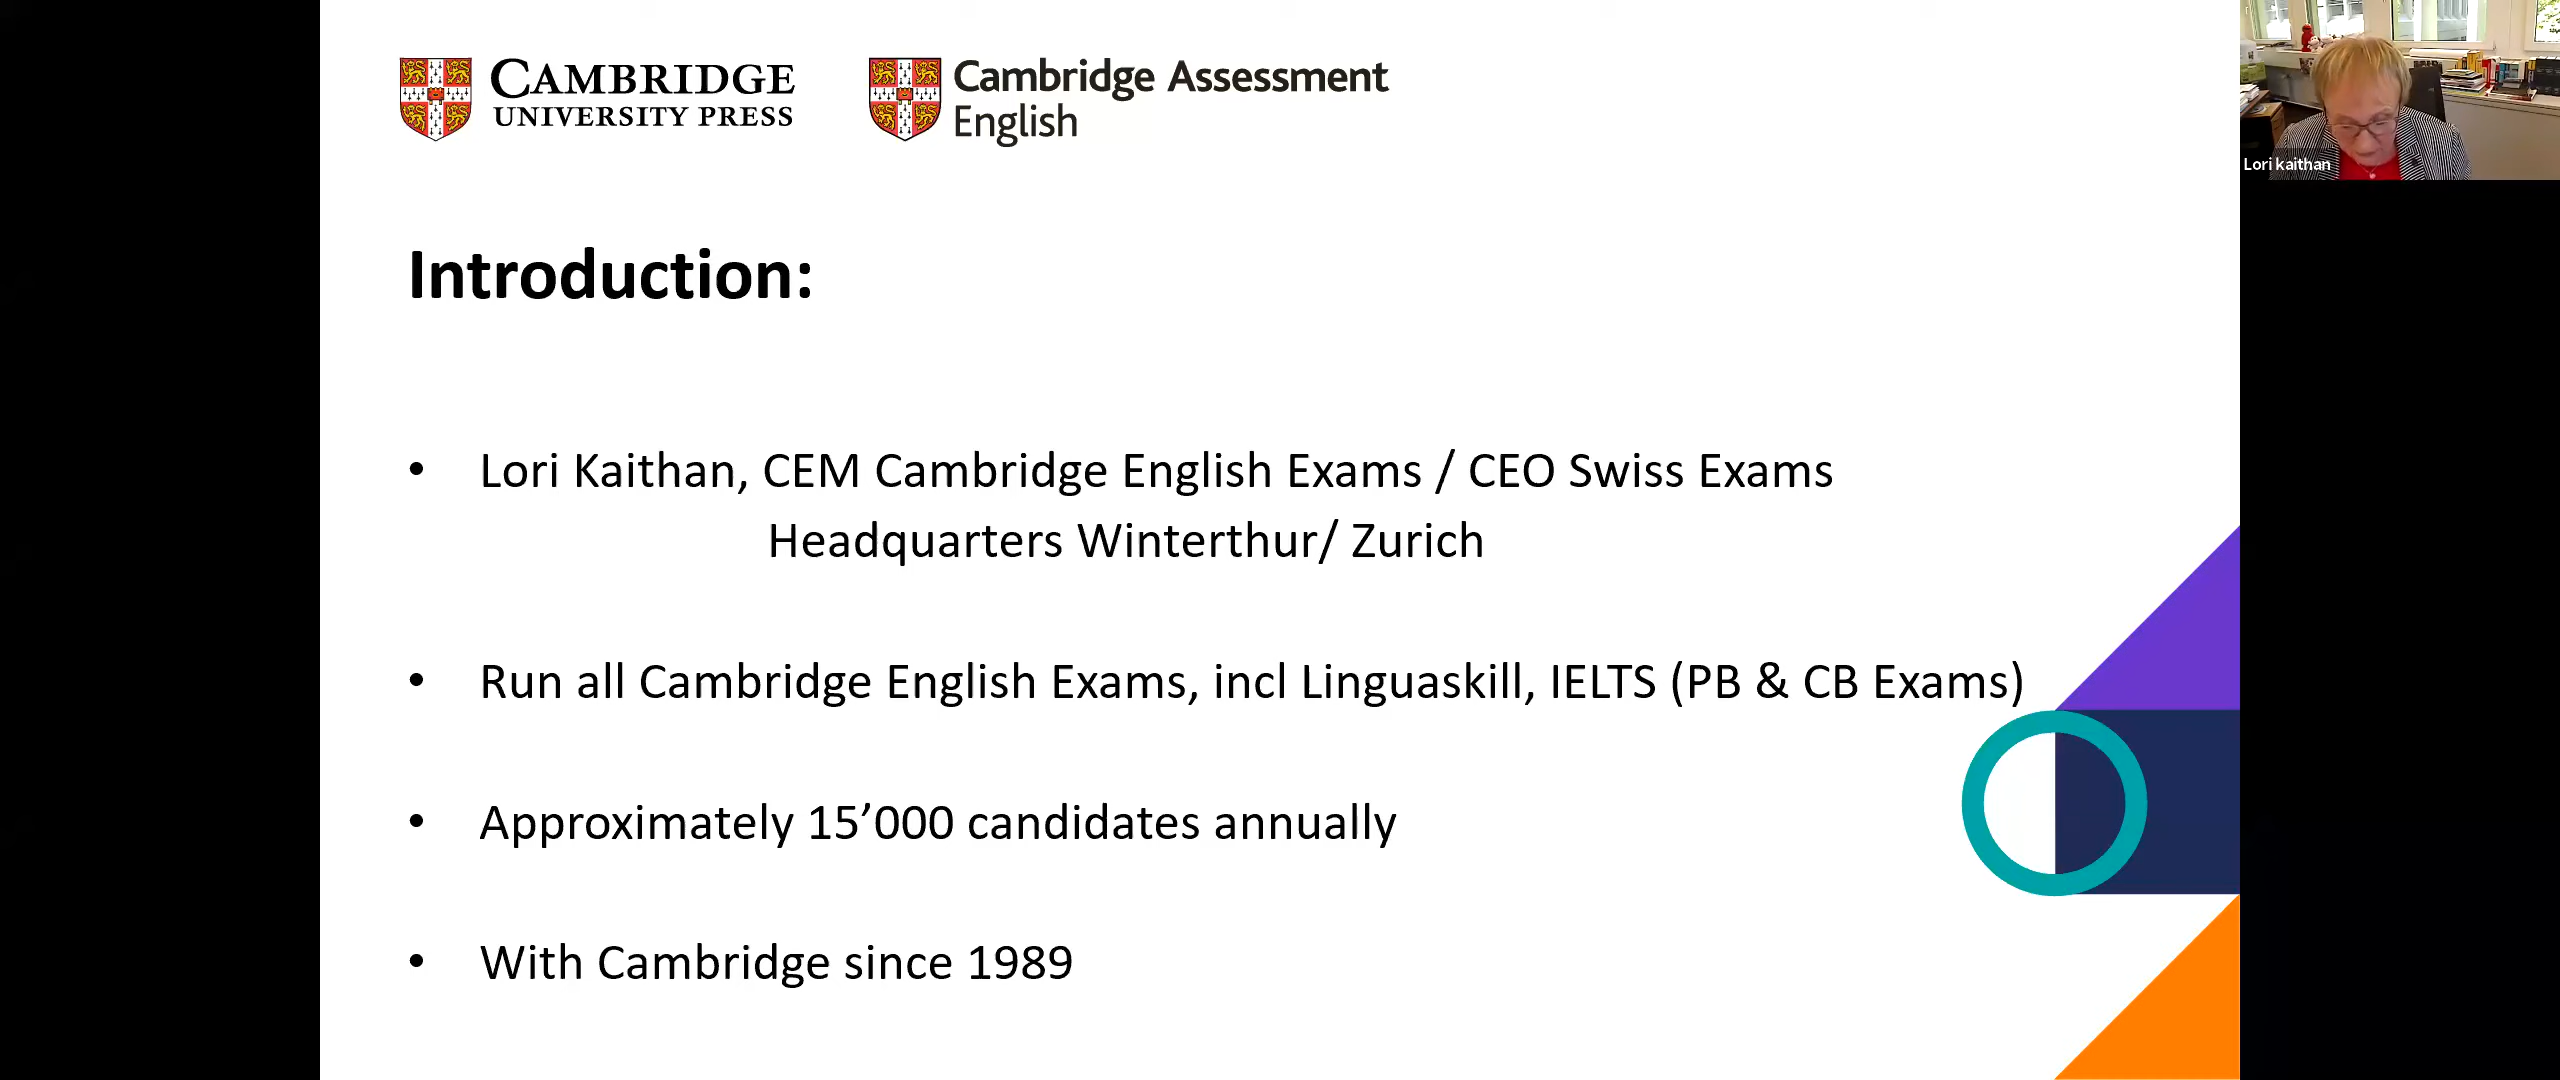 CAMBRIDGE
UNIVERSITY PRESS
Cambridge Assessment
English
Lori kaithan
Introduction:
• Lori Kaithan, CEM Cambridge English Exams / CEO Swiss Exams
Headquarters Winterthur/ Zurich
• Run all Cambridge English Exams, incl Linguaskill, IELTS (PB & CB Exams)
• Approximately 15’000 candidates annually
• With Cambridge since 1989